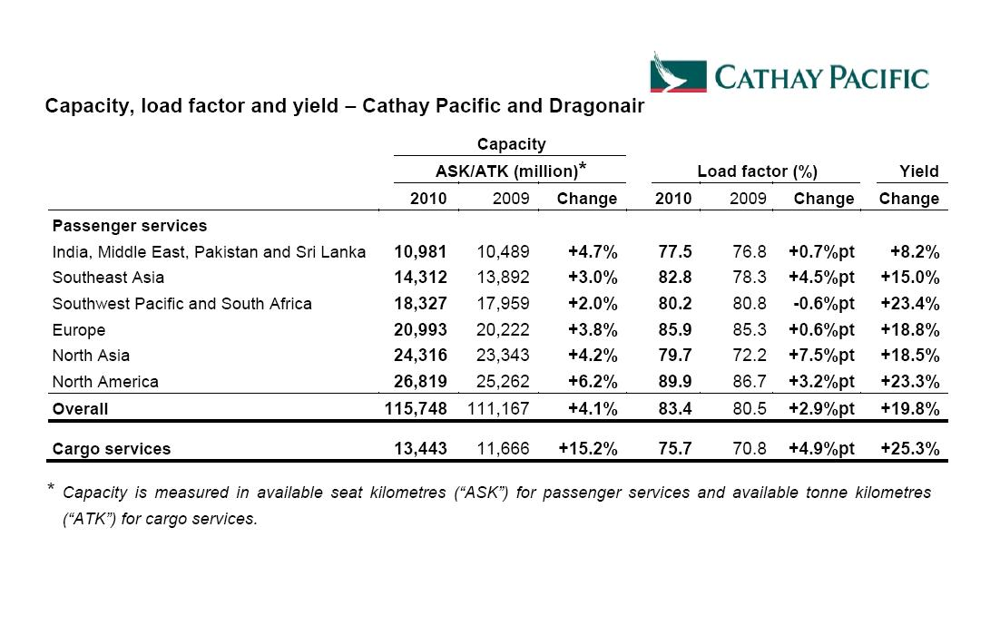 CATHAY PACIFIC
Capacity, load factor and yield – Cathay Pacific and Dragonair
Capacity
ASK/ATK (million)* Load factor (%) Yield
2010 2009 Change 2010 2009 Change Change
Passenger services
India, Middle East, Pakistan and Sri Lanka 10,981 10,489 +4.7% 77.5 76.8 +0.7%pt +8.2%
Southeast Asia 14,312 13,892 +3.0% 82.8 78.3 +4.5%pt +15.0%
Southwest Pacific and South Africa 18,327 17,959 +2.0% 80.2 80.8 -0.6%pt +23.4%
Europe 20,993 20,222 +3.8% 85.9 85.3 +0.6%pt +18.8%
North Asia 24,316 23,343 +4.2% 79.7 72.2 +7.5%pt +18.5%
North America 26,819 25,262 +6.2% 89.9 86.7 +3.2%pt +23.3%
Overall 115,748 111,167 +4.1% 83.4 80.5 +2.9%pt +19.8%
Cargo services 13,443 11,666 +15.2% 75.7 70.8 +4.9%pt +25.3%
* Capacity is measured in available seat kilometres (“ASK”) for passenger services and available tonne kilometres
(“ATK”) for cargo services.